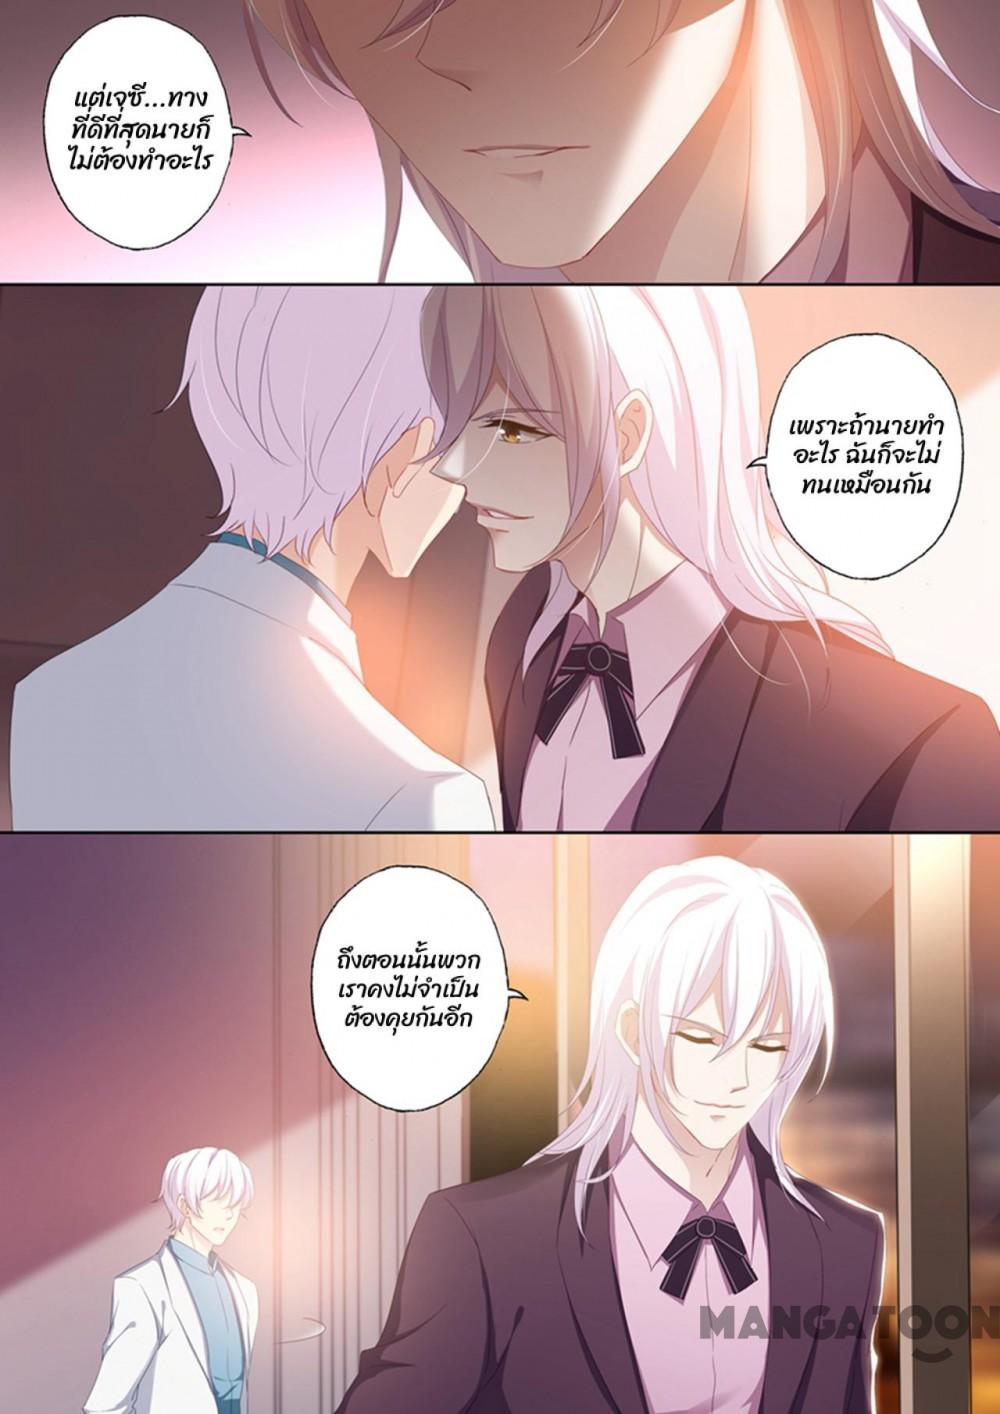 แต่เจซี...ทาง
ที่ดีที่สุดนายก็
ไม่ต้องทำอะไร
เพราะถ้านายทำ
อะไร ฉันก็จะไม่
ทนเหมือนกัน
ถึงตอนนั้นพวก
เราคงไม่จำเป็น
ต้องคุยกันอีก
MANGATOON